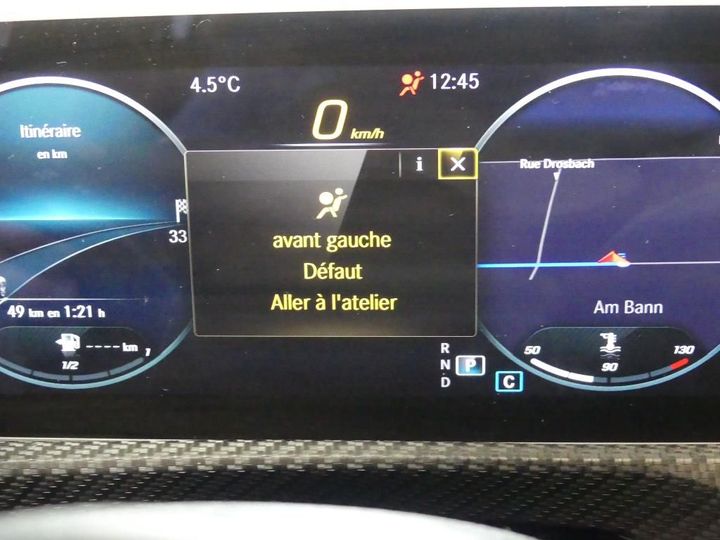 4.5°C
12:45
0 km/h
Itinéraire
en km
i X
Rue Drosbach
avant gauche
33
Défaut
Aller à l'atelier
49 km en 1:21 h
Am Bann
---- km
1/2
1
R
N
P
D
C
50
90
130